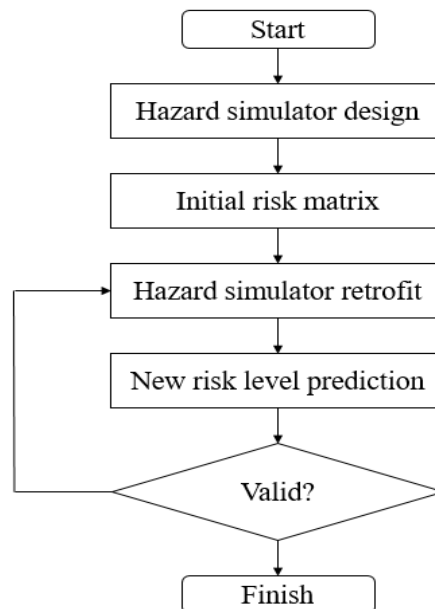 Start
Hazard simulator design
Initial risk matrix
Hazard simulator retrofit
New risk level prediction
Valid?
Finish